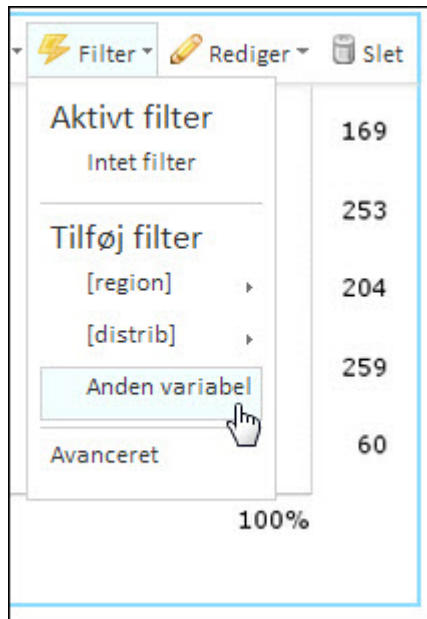 Filter Rediger Slet
Aktivt filter
Intet filter
Tilføj filter
[region]
[distrib]
Anden variabel
Avanceret
169
253
204
259
60
100%